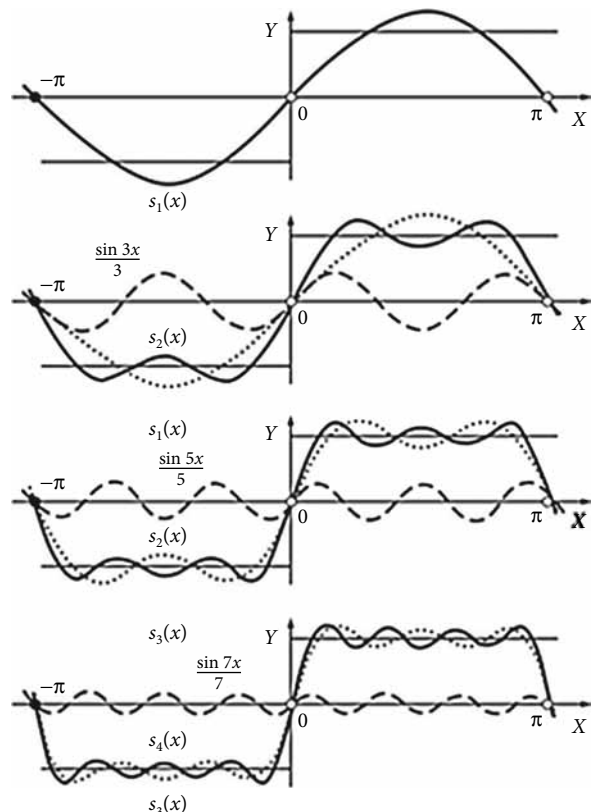 Y
−π
0
π
X
s₁(x)
Y
sin 3x/3
−π
0
π
X
s₂(x)
s₁(x)
Y
sin 5x/5
−π
0
π
X
s₂(x)
s₃(x)
Y
sin 7x/7
−π
0
π
X
s₄(x)
s₃(x)